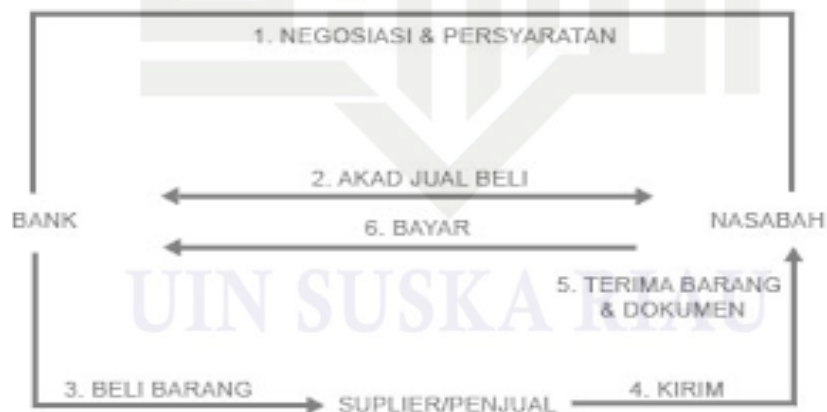 1. NEGOSIASI & PERSYARATAN
2. AKAD JUAL BELI
BANK
6. BAYAR
NASABAH
UIN SUSKA RIAU
5. TERIMA BARANG
& DOKUMEN
3. BELI BARANG
SUPLIER/PENJUAL
4. KIRIM